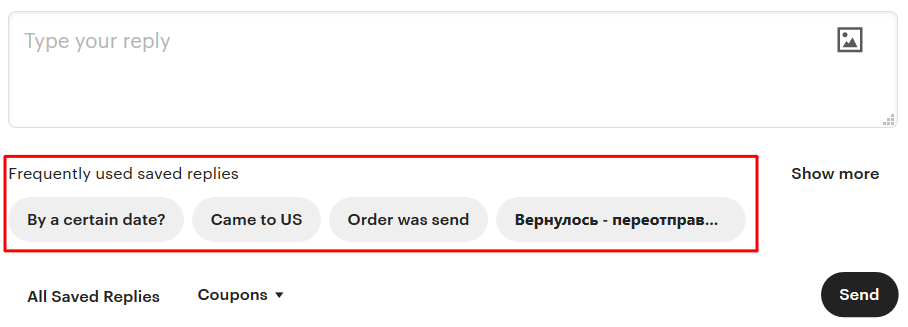 Type your reply
Frequently used saved replies
Show more
By a certain date?
Came to US
Order was send
Вернулось - переотправ...
All Saved Replies
Coupons
Send